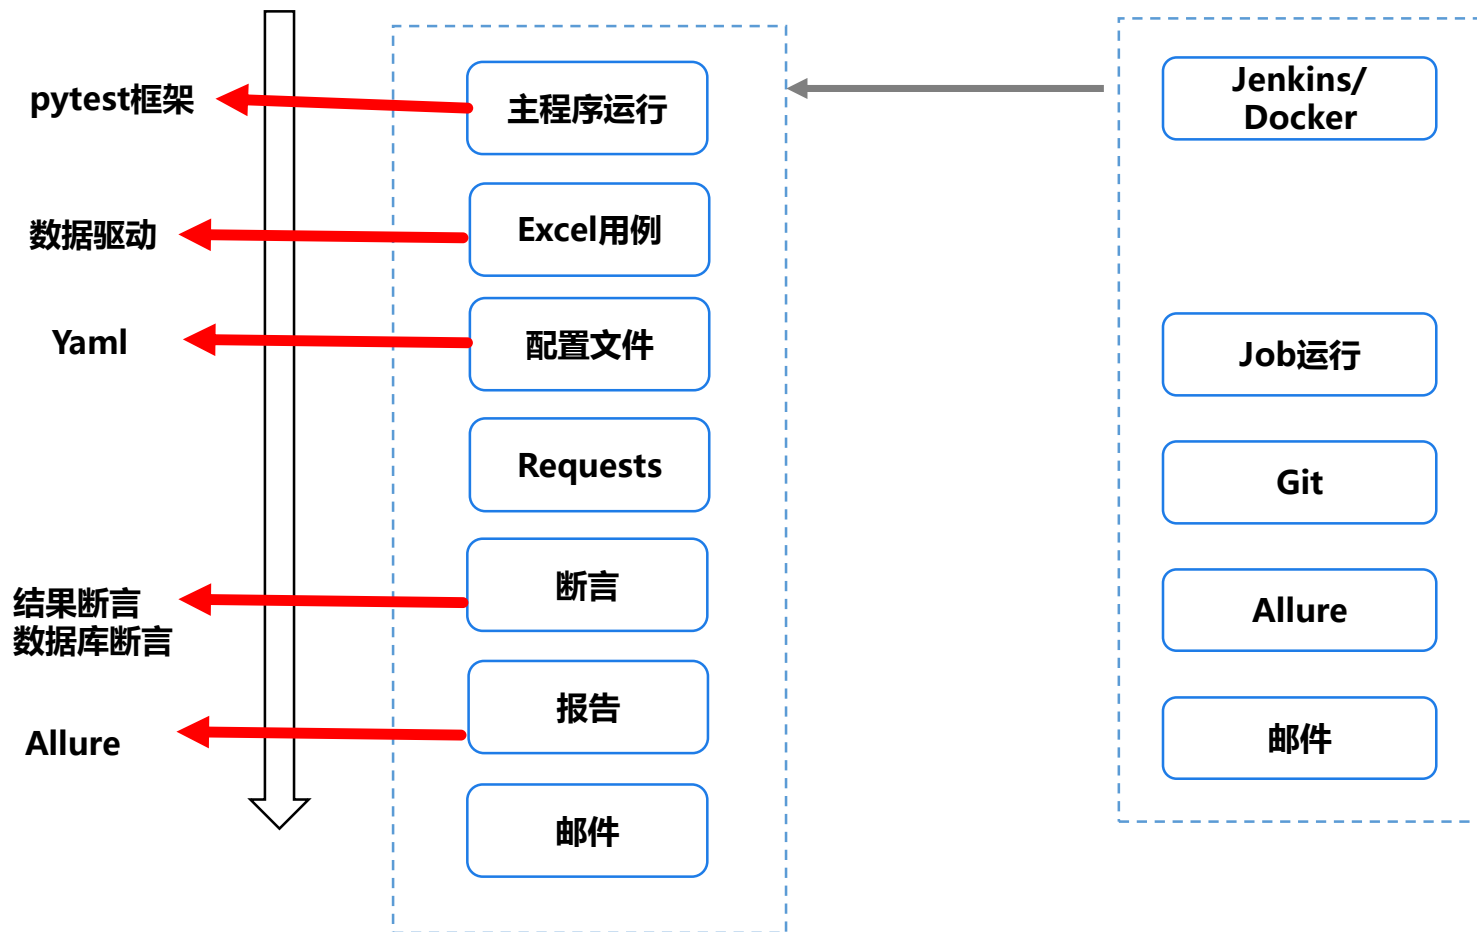 pytest框架
数据驱动
Yaml
结果断言
数据库断言
Allure
主程序运行
Excel用例
配置文件
Requests
断言
报告
邮件
Jenkins/
Docker
Job运行
Git
Allure
邮件